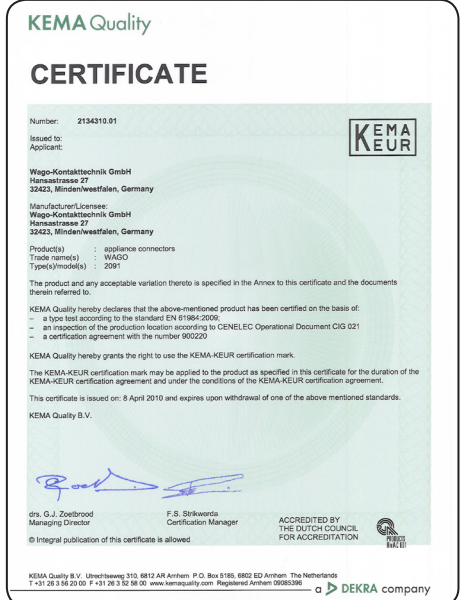 KEMA Quality
CERTIFICATE
Number: 2134310.01
KEMA
EUR
Issued to:
Applicant:
Wago-Kontakttechnik GmbH
Hansastrasse 27
32423, Minden/westfalen, Germany
Manufacturer/Licensee:
Wago-Kontakttechnik GmbH
Hansastrasse 27
32423, Minden/westfalen, Germany
Product(s) : appliance connectors
Trade name(s) : WAGO
Type(s)/model(s) : 2091
The product and any acceptable variation thereto is specified in the Annex to this certificate and the documents
therein referred to.
KEMA Quality hereby declares that the above-mentioned product has been certified on the basis of:
– a type test according to the standard EN 61984:2009;
– an inspection of the production location according to CENELEC Operational Document CIG 021
– a certification agreement with the number 900220
KEMA Quality hereby grants the right to use the KEMA-KEUR certification mark.
The KEMA-KEUR certification mark may be applied to the product as specified in this certificate for the duration of the
KEMA-KEUR certification agreement and under the conditions of the KEMA-KEUR certification agreement.
This certificate is issued on: 8 April 2010 and expires upon withdrawal of one of the above mentioned standards.
KEMA Quality B.V.
drs. G.J. Zoetbrood
Managing Director
F.S. Strikwerda
Certification Manager
© Integral publication of this certificate is allowed
ACCREDITED BY
THE DUTCH COUNCIL
FOR ACCREDITATION
PRODUCTS
RvAC 107
KEMA Quality B.V. Utrechtseweg 310, 6812 AR Arnhem P.O. Box 5185, 6802 ED Arnhem The Netherlands
T +31 26 3 56 20 00 F +31 26 3 52 58 00 www.kemaquality.com Registered Arnhem 09085396
a DEKRA company